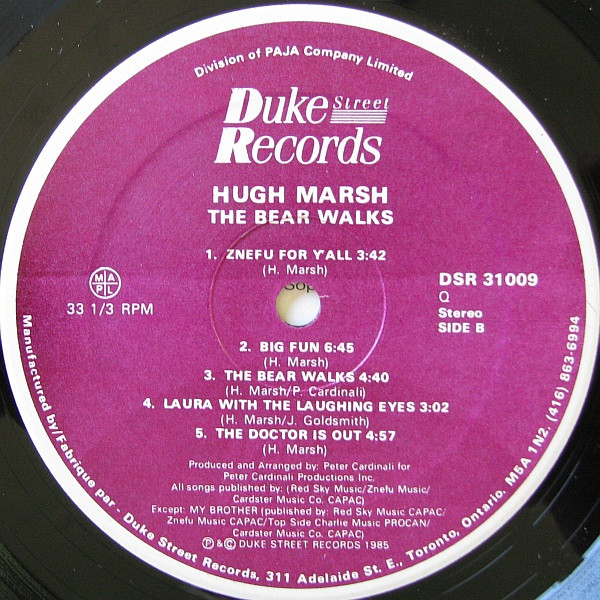 Division of PAJA Company Limited
Duke Street
Records
HUGH MARSH
THE BEAR WALKS
1. ZNEFU FOR Y'ALL 3:42
(H. Marsh)
MAPL
33 1/3 RPM
DSR 31009
Q
Stereo
SIDE B
2. BIG FUN 6:45
(H. Marsh)
3. THE BEAR WALKS 4:40
(H. Marsh/P. Cardinali)
4. LAURA WITH THE LAUGHING EYES 3:02
(H. Marsh/J. Goldsmith)
5. THE DOCTOR IS OUT 4:57
(H. Marsh)
Produced and Arranged by: Peter Cardinali for
Peter Cardinali Productions Inc.
All songs published by: (Red Sky Music/Znefu Music/
Cardster Music Co. CAPAC)
Except: MY BROTHER (published by: Red Sky Music CAPAC/
Znefu Music CAPAC/Top Side Charlie Music PROCAN/
Cardster Music Co. CAPAC)
Ⓟ & © DUKE STREET RECORDS 1985
Manufactured by/Fabrique par - Duke Street Records, 311 Adelaide St. E., Toronto, Ontario. M5A 1N2. (416) 863-6994